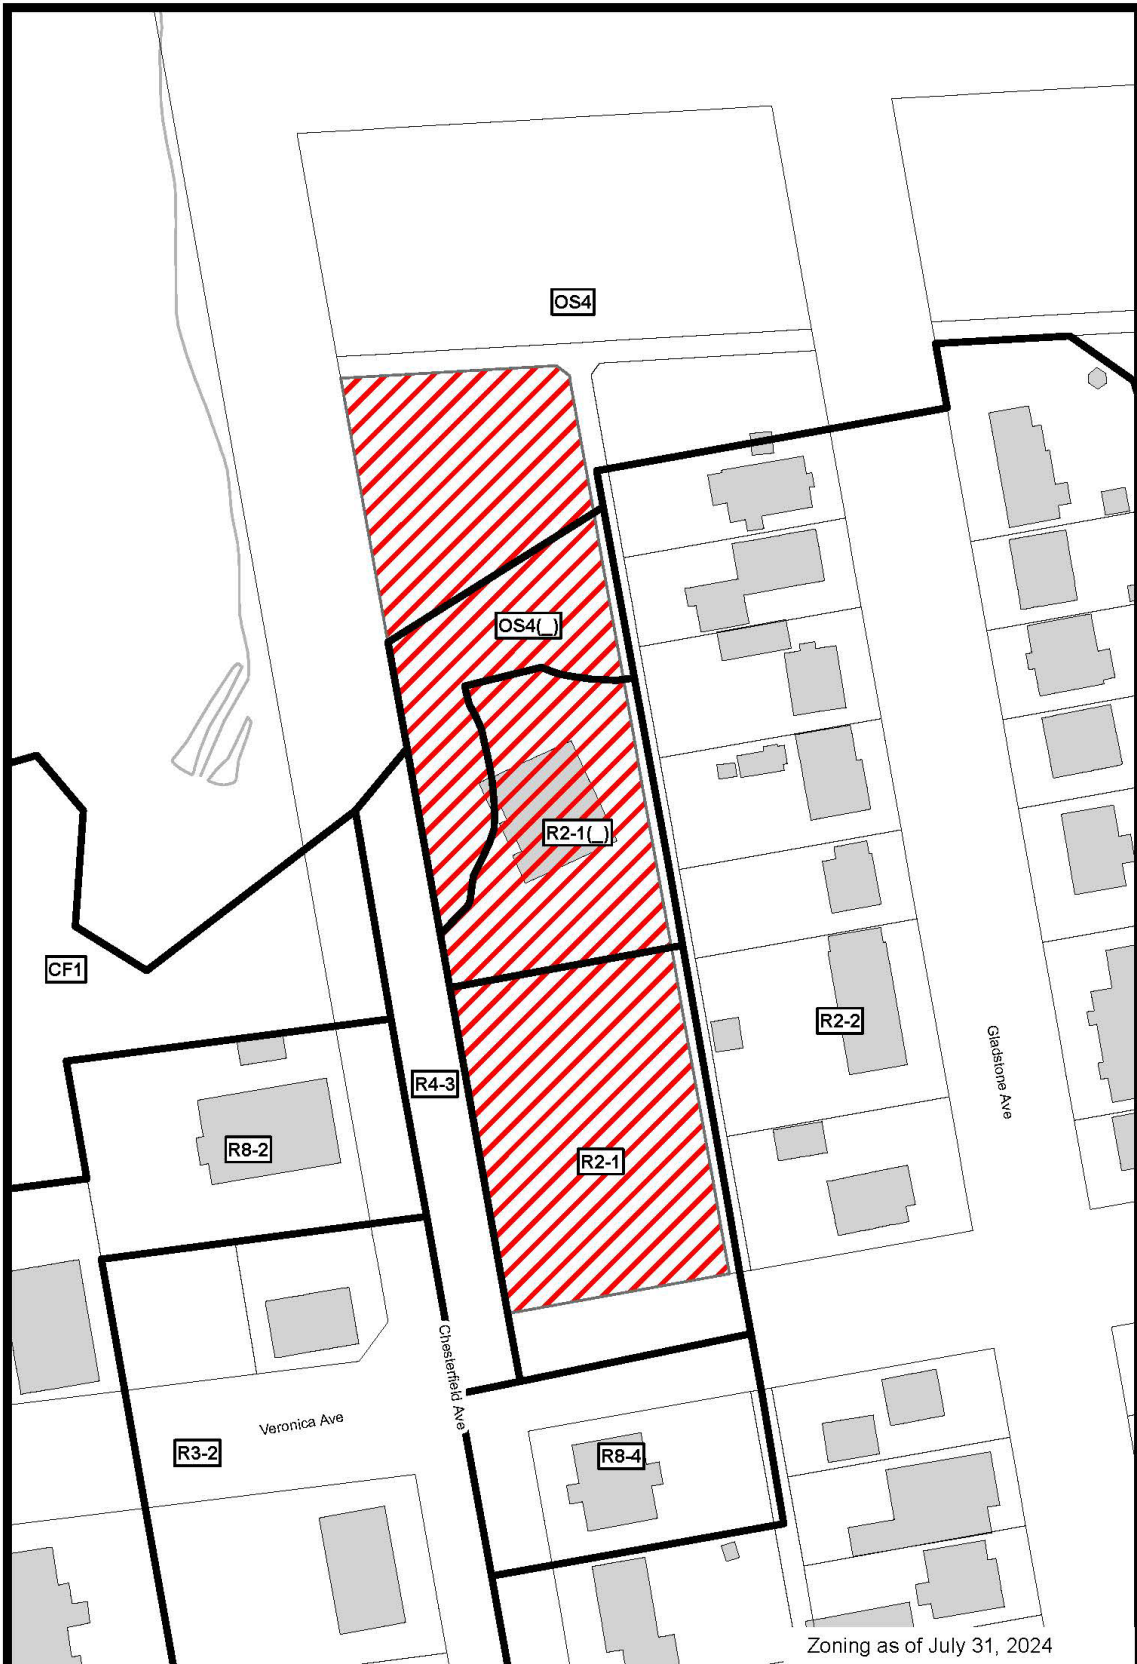 OS4
OS4(_)
R2-1(_)
CF1
R2-2
Gladstone Ave
R4-3
R8-2
R2-1
Chesterfield Ave
Veronica Ave
R3-2
R8-4
Zoning as of July 31, 2024